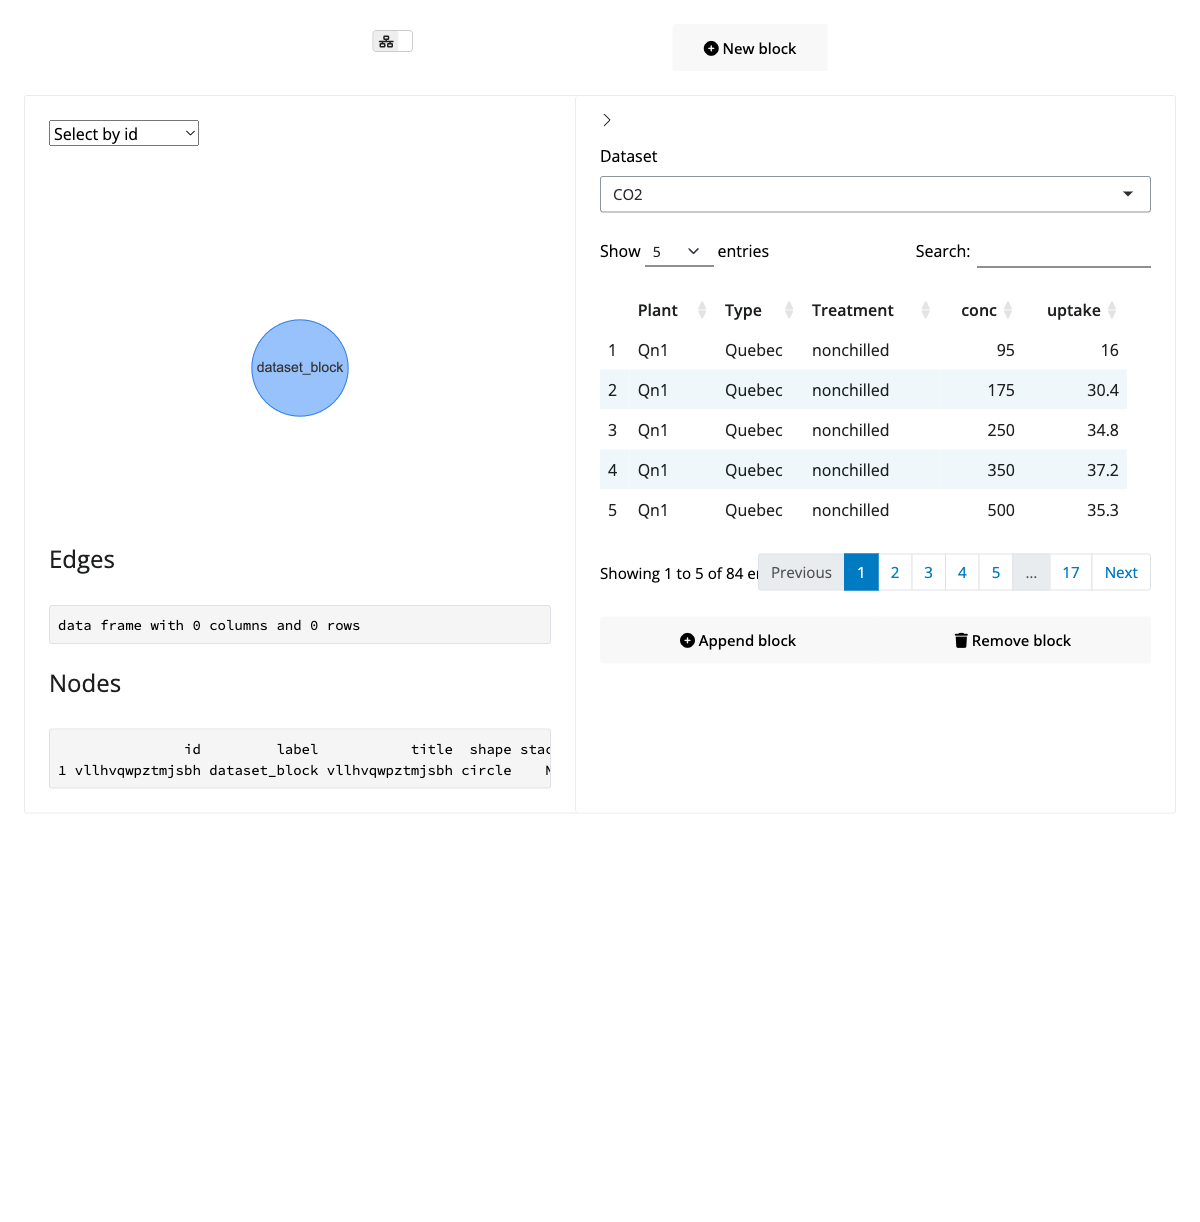 New block
Select by id
dataset_block
Edges
data frame with 0 columns and 0 rows
Nodes
id label title shape stac
1 vllhvqwpztmjsbh dataset_block vllhvqwpztmjsbh circle
Dataset
CO2
Show 5 entries Search:
Plant Type Treatment conc uptake
1 Qn1 Quebec nonchilled 95 16
2 Qn1 Quebec nonchilled 175 30.4
3 Qn1 Quebec nonchilled 250 34.8
4 Qn1 Quebec nonchilled 350 37.2
5 Qn1 Quebec nonchilled 500 35.3
Showing 1 to 5 of 84 Previous 1 2 3 4 5 ... 17 Next
Append block Remove block